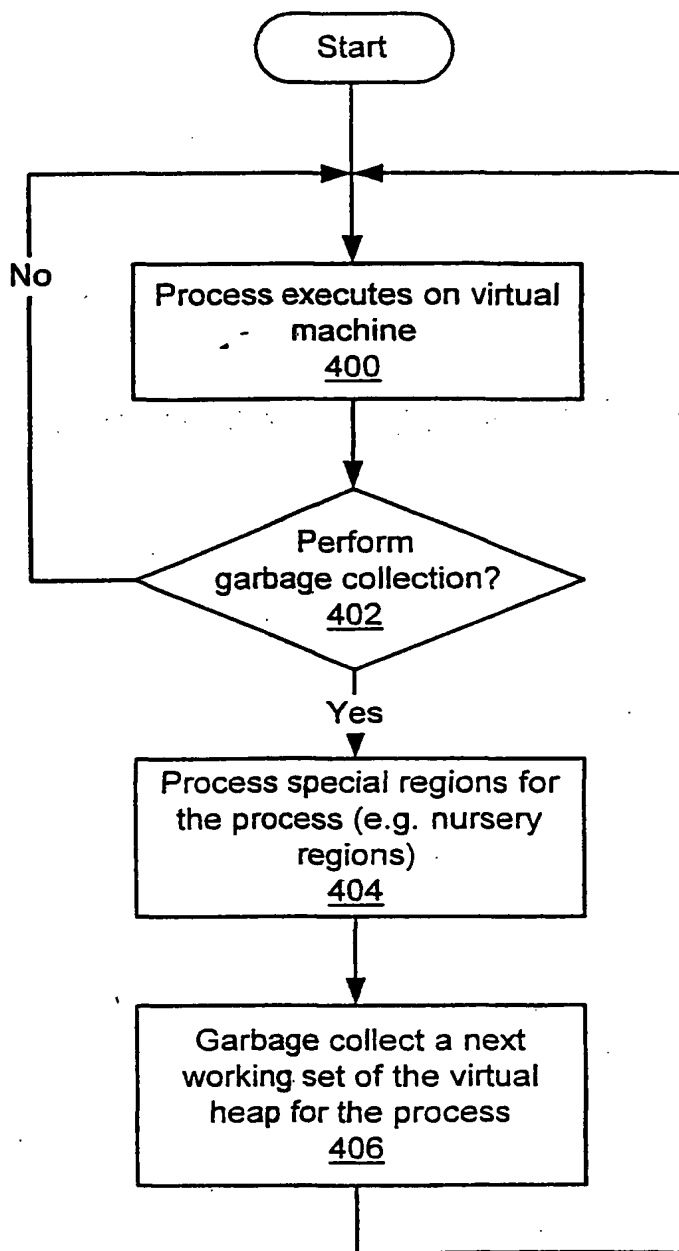 Start
No
Process executes on virtual
machine
400
Perform
garbage collection?
402
Yes
Process special regions for
the process (e.g. nursery
regions)
404
Garbage collect a next
working set of the virtual
heap for the process
406